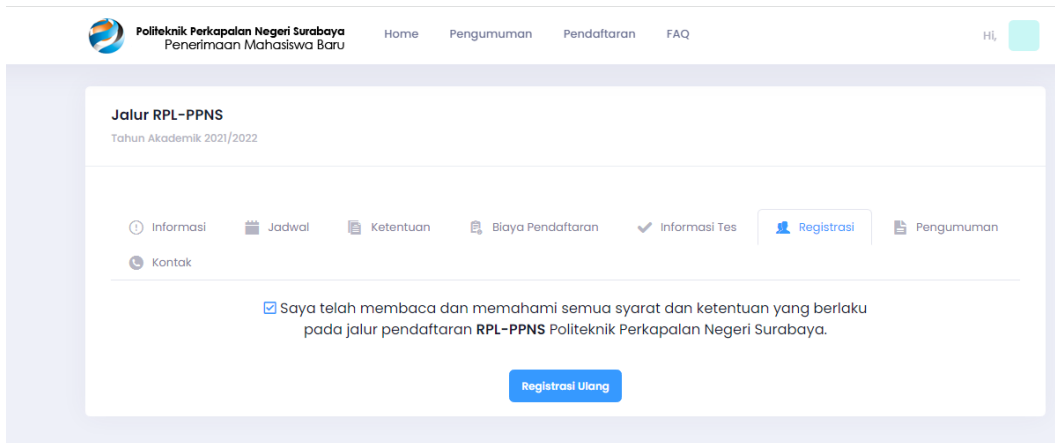 Politeknik Perkapalan Negeri Surabaya
Penerimaan Mahasiswa Baru
Home Pengumuman Pendaftaran FAQ
Hi,
Jalur RPL-PPNS
Tahun Akademik 2021/2022
Informasi Jadwal Ketentuan Biaya Pendaftaran Informasi Tes Registrasi Pengumuman
Kontak
Saya telah membaca dan memahami semua syarat dan ketentuan yang berlaku
pada jalur pendaftaran RPL-PPNS Politeknik Perkapalan Negeri Surabaya.
Registrasi Ulang